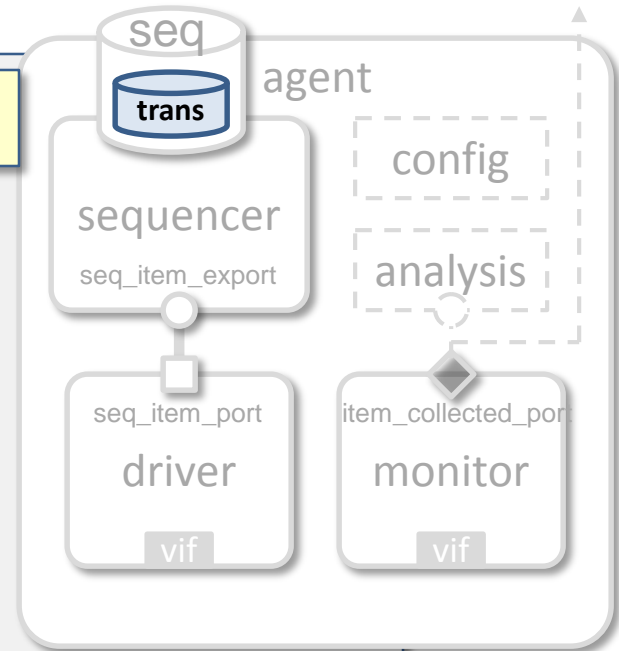 seq
trans
agent
config
sequencer
seq_item_export
analysis
seq_item_port
item_collected_port
driver
monitor
vif
vif